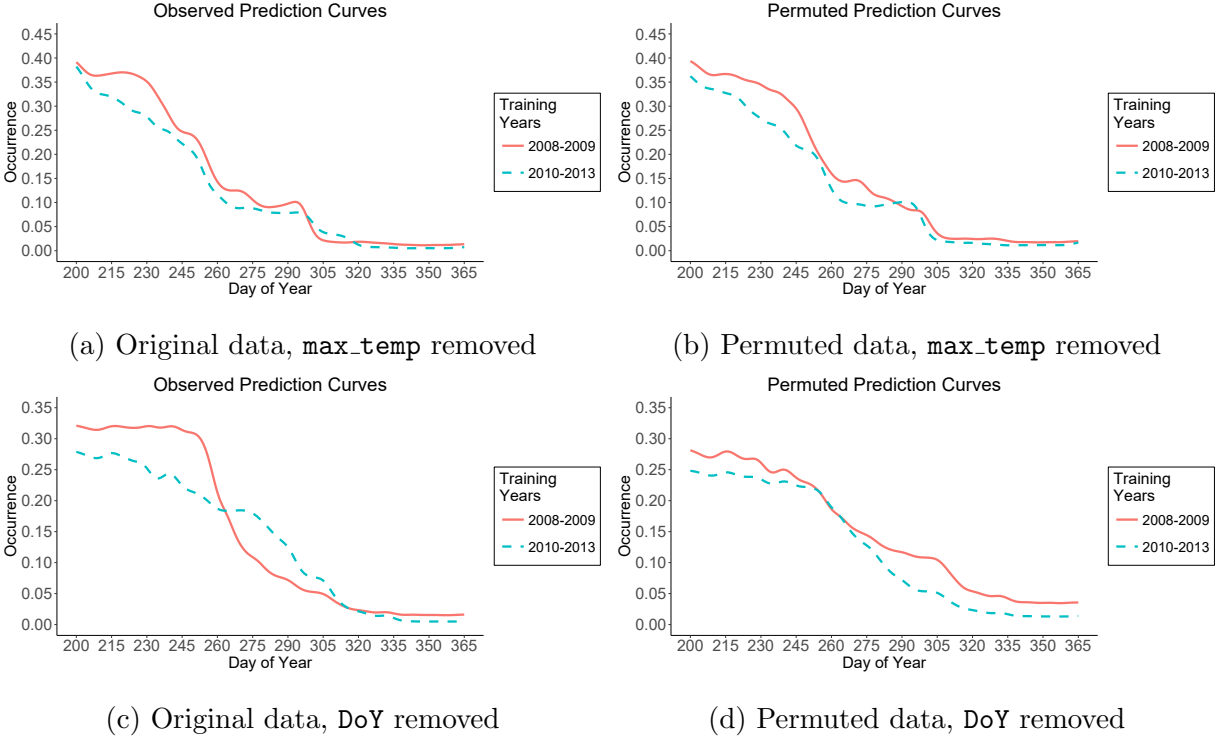 Observed Prediction Curves
0.45
0.40
0.35
0.30
0.25
0.20
0.15
0.10
0.05
0.00
Occurrence
200 215 230 245 260 275 290 305 320 335 350 365
Day of Year
Training
Years
2008-2009
2010-2013
(a) Original data, max_temp removed
Permuted Prediction Curves
0.45
0.40
0.35
0.30
0.25
0.20
0.15
0.10
0.05
0.00
Occurrence
200 215 230 245 260 275 290 305 320 335 350 365
Day of Year
Training
Years
2008-2009
2010-2013
(b) Permuted data, max_temp removed
Observed Prediction Curves
0.35
0.30
0.25
0.20
0.15
0.10
0.05
0.00
Occurrence
200 215 230 245 260 275 290 305 320 335 350 365
Day of Year
Training
Years
2008-2009
2010-2013
(c) Original data, DoY removed
Permuted Prediction Curves
0.35
0.30
0.25
0.20
0.15
0.10
0.05
0.00
Occurrence
200 215 230 245 260 275 290 305 320 335 350 365
Day of Year
Training
Years
2008-2009
2010-2013
(d) Permuted data, DoY removed